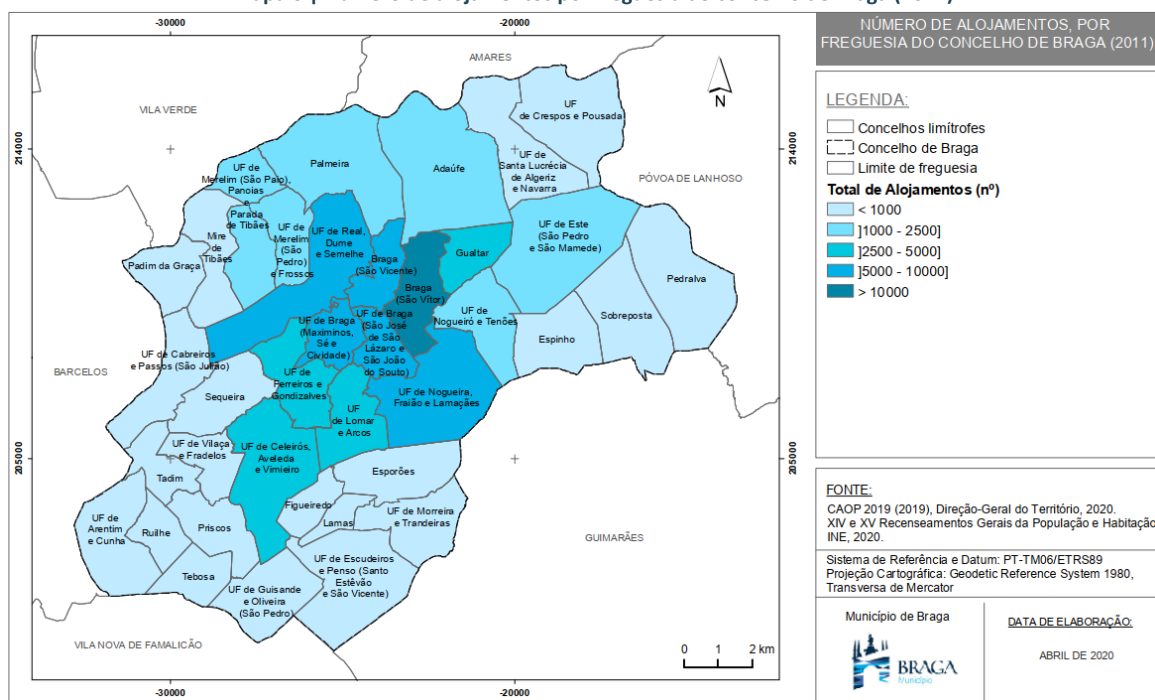 -30000
-20000
NÚMERO DE ALOJAMENTOS, POR
FREGUESIA DO CONCELHO DE BRAGA (2011)
AMARES
VILA VERDE
PÓVOA DE LANHOSO
BARCELOS
GUIMARÃES
VILA NOVA DE FAMALICÃO
N
214000
214000
205000
205000
UF
de Crespos e Pousada
UF de
Santa Lucrécia
de Algeriz
e Navarra
Palmeira
Adaúfe
UF de
Merelim (São Paio),
Panoias
e
Parada
de Tibães
Mire
de
Tibães
UF de
Merelim
(São
Pedro)
e Frossos
UF de Real,
Dume
e Semelhe
Braga
(São Vicente)
Gualtar
UF de Este
(São Pedro
e São Mamede)
Padim da Graça
Pedralva
Braga
(São Vítor)
UF de
Nogueiró e Tenões
Sobreposta
Espinho
UF de Braga
(Maximinos,
Sé e
Cividade)
UF de Braga
(São José
de São
Lázaro e
São João
do Souto)
UF de Cabreiros
e Passos (São Julião)
UF de
Ferreiros e
Gondizalves
UF de Nogueira,
Fraião e Lamaçães
Sequeira
UF
de Lomar
e Arcos
UF de Vilaça
e Fradelos
UF de Celeirós,
Aveleda
e Vimieiro
Tadim
Esporões
Figueiredo
Lamas
UF de Morreira
e Trandeiras
UF de
Arentim
e Cunha
Ruilhe
Priscos
Tebosa
UF de Escudeiros
e Penso (Santo
Estêvão
e São Vicente)
UF de Guisande
e Oliveira
(São Pedro)
0 1 2 km
-30000
-20000
LEGENDA:
Concelhos limítrofes
Concelho de Braga
Limite de freguesia
Total de Alojamentos (nº)
< 1000
]1000 - 2500]
]2500 - 5000]
]5000 - 10000]
> 10000
FONTE:
CAOP 2019 (2019), Direção-Geral do Território, 2020.
XIV e XV Recenseamentos Gerais da População e Habitação
INE, 2020.
Sistema de Referência e Datum: PT-TM06/ETRS89
Projeção Cartográfica: Geodetic Reference System 1980,
Transversa de Mercator
Município de Braga
BRAGA
Município
DATA DE ELABORAÇÃO:
ABRIL DE 2020